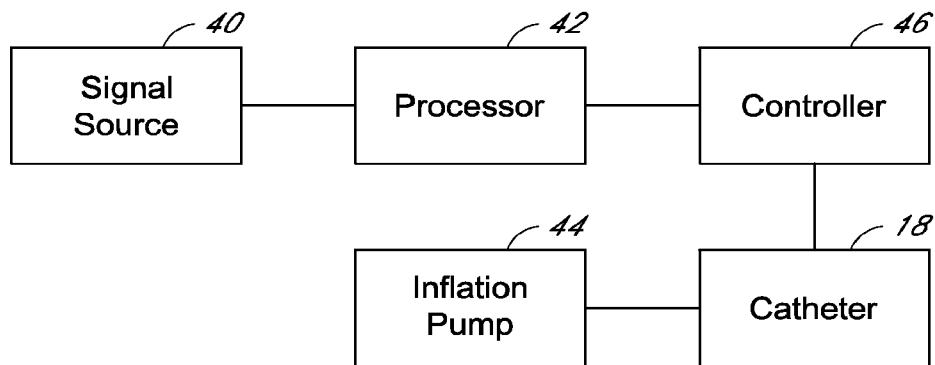 40
Signal
Source
42
Processor
46
Controller
44
Inflation
Pump
18
Catheter